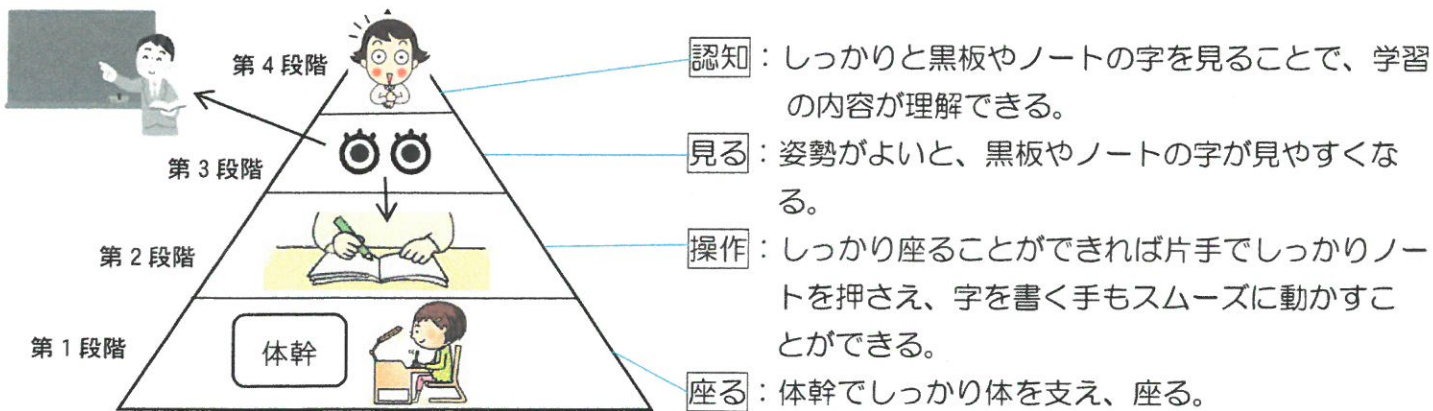 第4段階
認知：しっかりと黒板やノートの字を見ることで、学習
の内容が理解できる。
第3段階
見る：姿勢がよいと、黒板やノートの字が見やすくな
る。
第2段階
操作：しっかり座ることができれば片手でしっかりノー
トを押さえ、字を書く手もスムーズに動かすこ
とができる。
第1段階
体幹
座る：体幹でしっかり体を支え、座る。